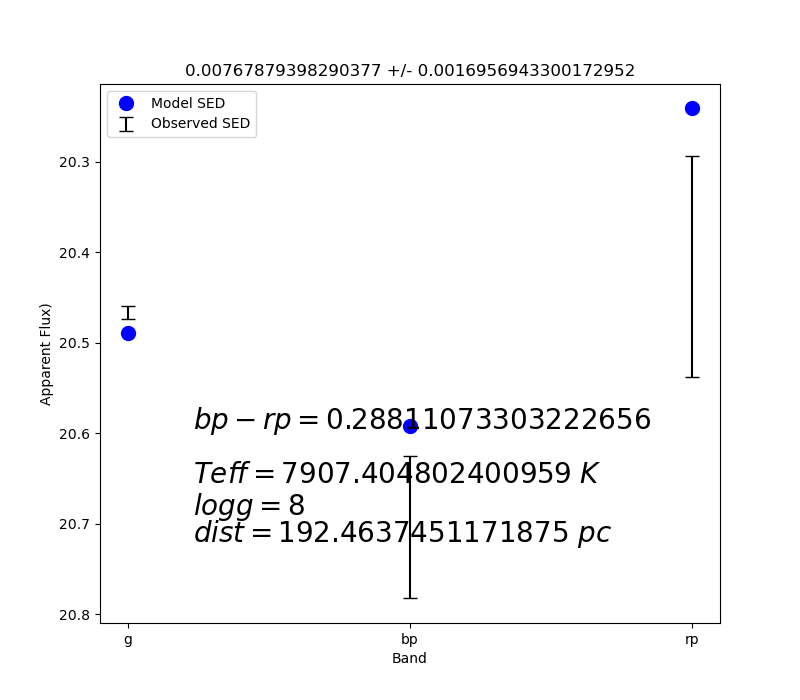 0.00767879398290377 +/- 0.0016956943300172952
Model SED
Observed SED
20.3
20.4
20.5
20.6
20.7
20.8
Apparent Flux)
bp − rp = 0.28811073303222656
Teff = 7907.404802400959 K
logg = 8
dist = 192.4637451171875 pc
g
bp
rp
Band